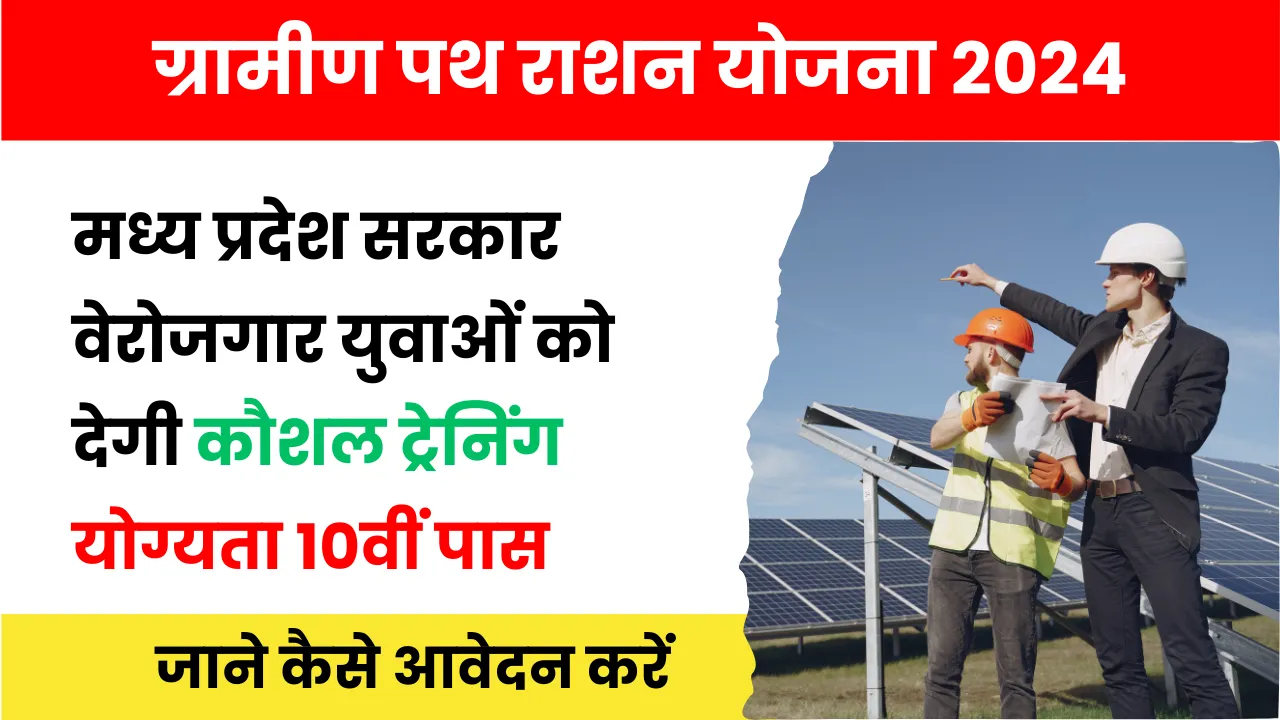 ग्रामीण पथ राशन योजना 2024
मध्य प्रदेश सरकार
वेरोजगार युवाओं को
देगी कौशल ट्रेनिंग
योग्यता 10वीं पास
जाने कैसे आवेदन करें